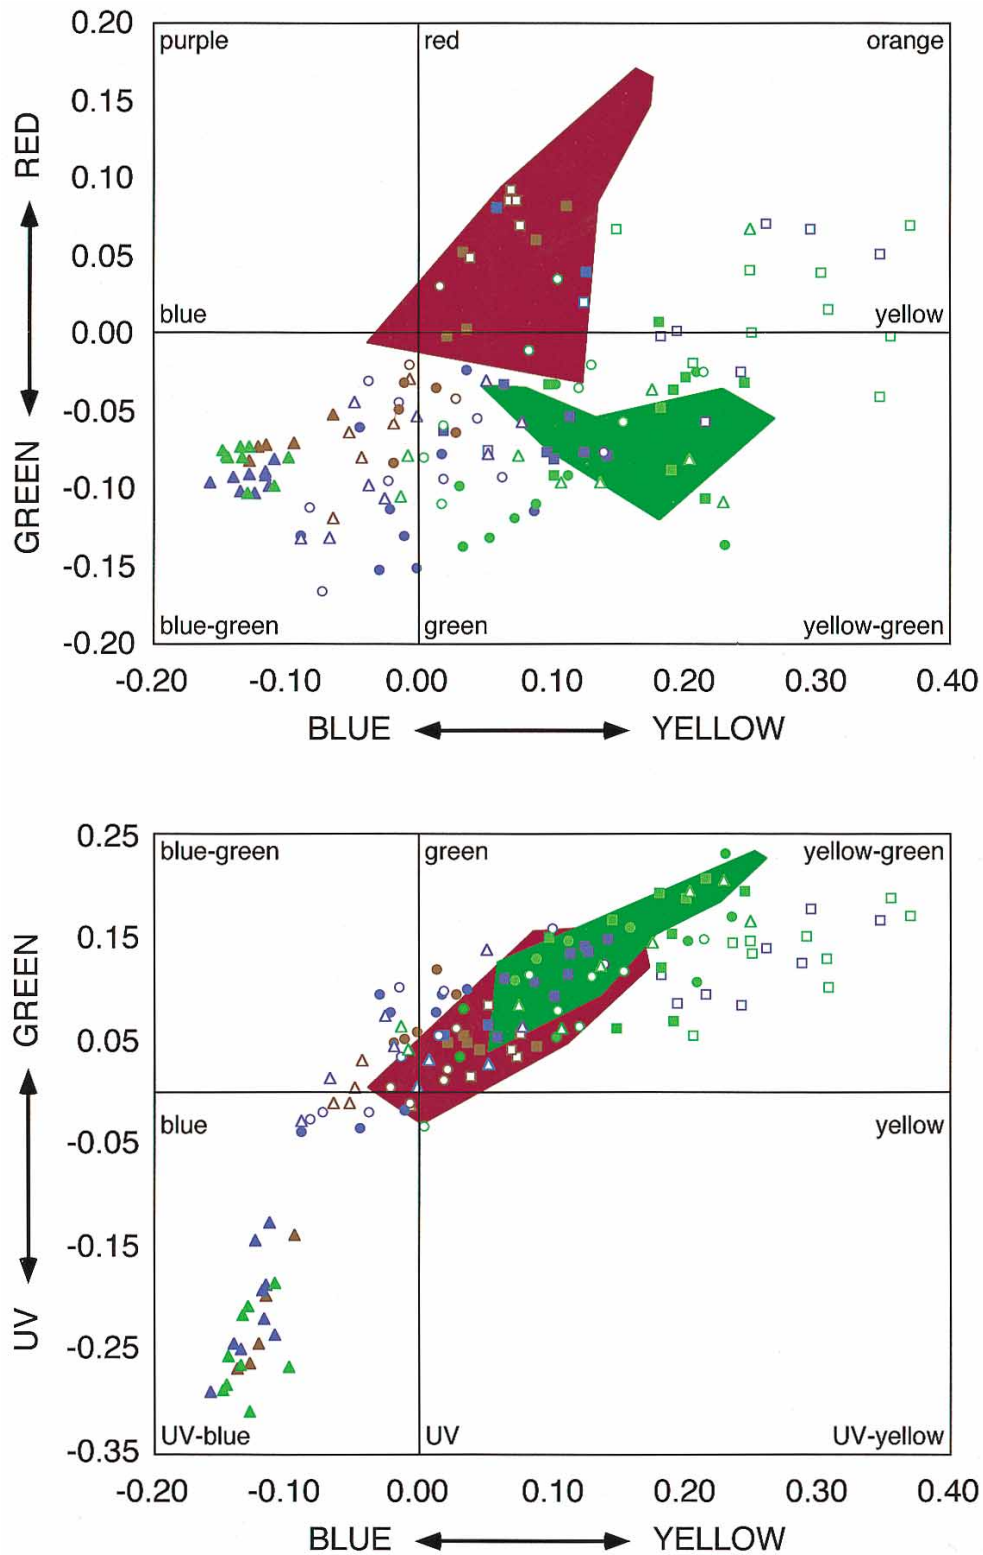 0.20
purple
red
orange
0.15
RED
0.10
0.05
0.00
blue
yellow
-0.05
GREEN
-0.10
-0.15
-0.20
blue-green
green
yellow-green
-0.20
-0.10
0.00
0.10
0.20
0.30
0.40
BLUE
YELLOW
0.25
blue-green
green
yellow-green
0.15
GREEN
0.05
-0.05
blue
yellow
-0.15
UV
-0.25
-0.35
UV-blue
UV
UV-yellow
-0.20
-0.10
0.00
0.10
0.20
0.30
0.40
BLUE
YELLOW